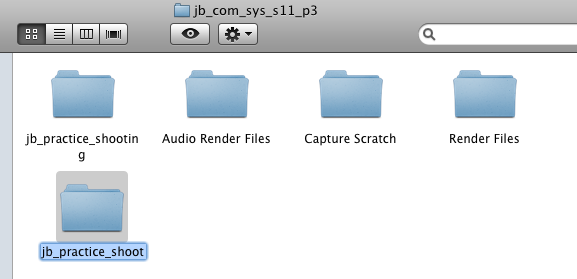 jb_com_sys_s11_p3
jb_practice_shootin
g
Audio Render Files
Capture Scratch
Render Files
jb_practice_shoot